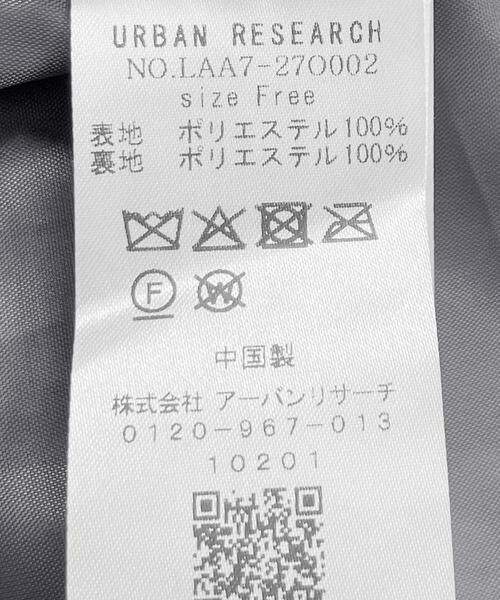 URBAN RESEARCH
NO.LAA7-270002
size Free
表地 ポリエステル100%
裏地 ポリエステル100%
F W
中国製
株式会社 アーバンリサーチ
0120-967-013
10201